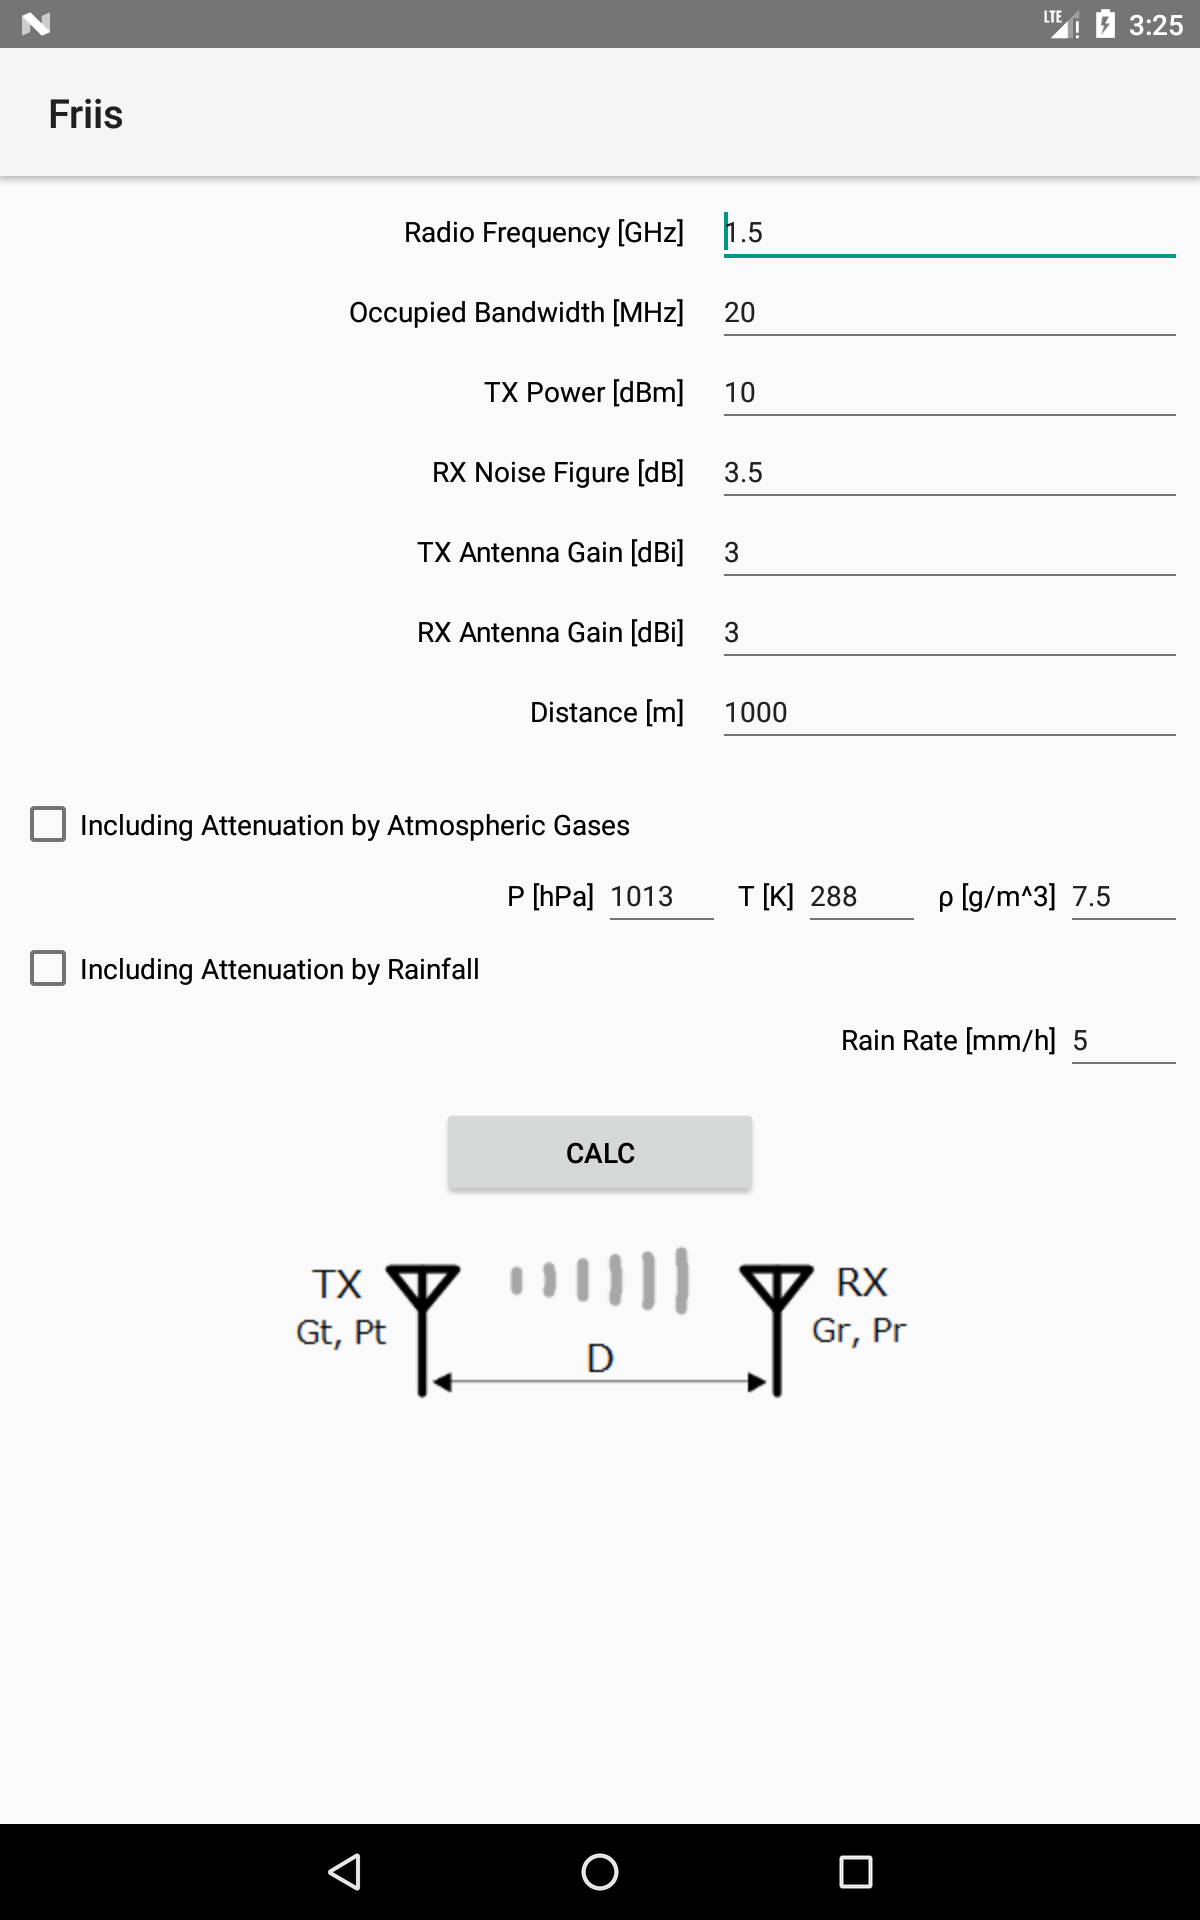 LTE 3:25
Friis
Radio Frequency [GHz] 1.5
Occupied Bandwidth [MHz] 20
TX Power [dBm] 10
RX Noise Figure [dB] 3.5
TX Antenna Gain [dBi] 3
RX Antenna Gain [dBi] 3
Distance [m] 1000
Including Attenuation by Atmospheric Gases
P [hPa] 1013 T [K] 288 ρ [g/m^3] 7.5
Including Attenuation by Rainfall
Rain Rate [mm/h] 5
CALC
TX RX
Gt, Pt Gr, Pr
D